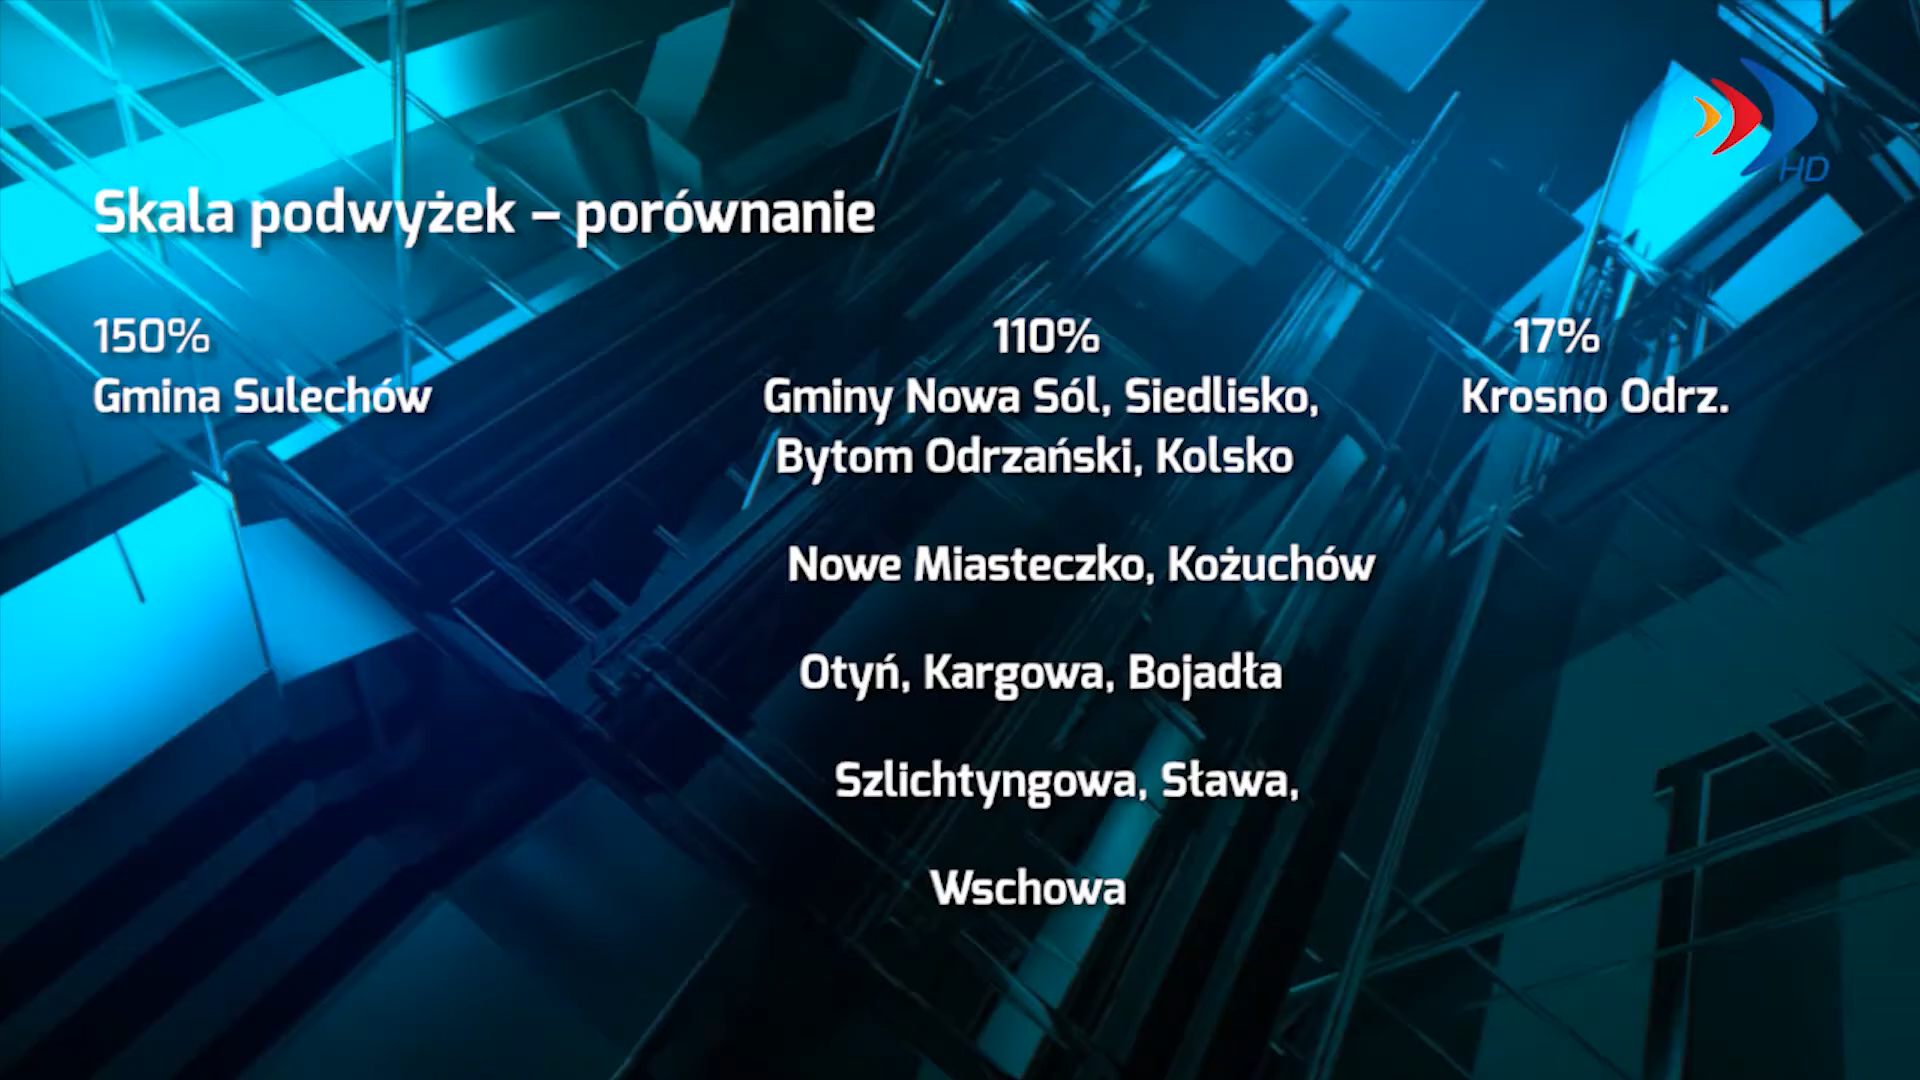 HD
Skala podwyżek – porównanie
150%
Gmina Sulechów
110%
Gminy Nowa Sól, Siedlisko,
Bytom Odrzański, Kolsko
Nowe Miasteczko, Kożuchów
Otyń, Kargowa, Bojadła
Szlichtyngowa, Sława,
Wschowa
17%
Krosno Odrz.